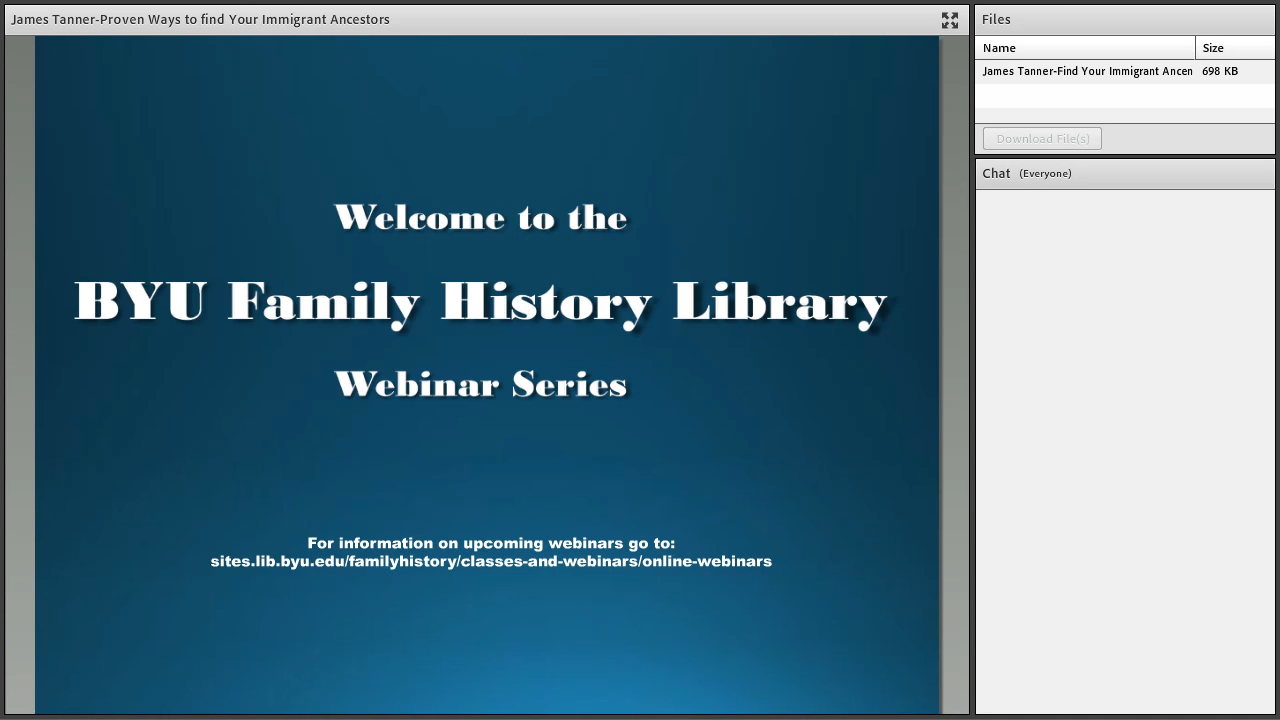 James Tanner-Proven Ways to find Your Immigrant Ancestors
Welcome to the
BYU Family History Library
Webinar Series
For information on upcoming webinars go to:
sites.lib.byu.edu/familyhistory/classes-and-webinars/online-webinars
Files
Name Size
James Tanner-Find Your Immigrant Ancen 698 KB
Download File(s)
Chat (Everyone)